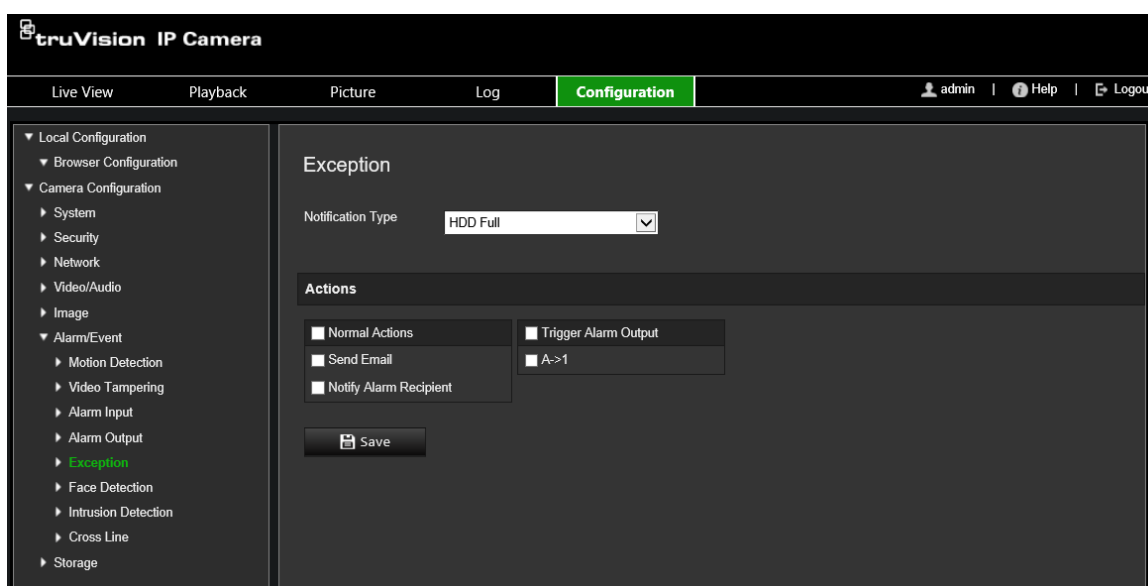 truVision IP Camera
Live View Playback Picture Log Configuration admin | Help | Logou
Local Configuration
Browser Configuration
Camera Configuration
System
Security
Network
Video/Audio
Image
Alarm/Event
Motion Detection
Video Tampering
Alarm Input
Alarm Output
Exception
Face Detection
Intrusion Detection
Cross Line
Storage
Exception
Notification Type HDD Full
Actions
Normal Actions Trigger Alarm Output
Send Email A->1
Notify Alarm Recipient
Save